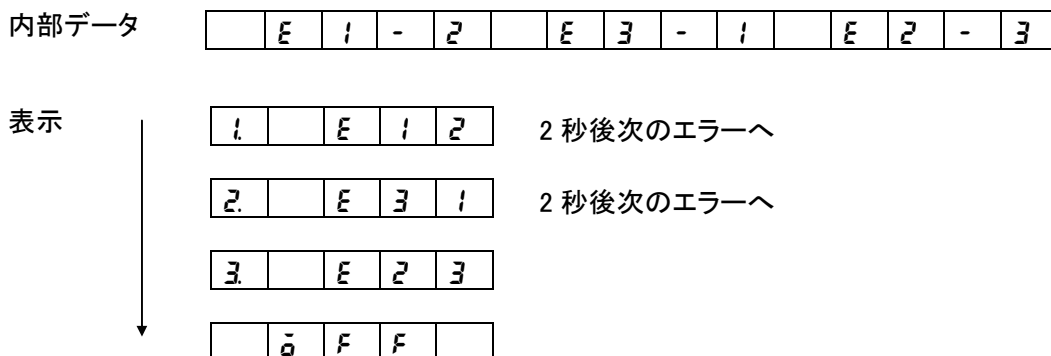 内部データ E 1 - 2 E 3 - 1 E 2 - 3
表示 1. E 1 2 2 秒後次のエラーへ
2. E 3 1 2 秒後次のエラーへ
3. E 2 3
ō F F